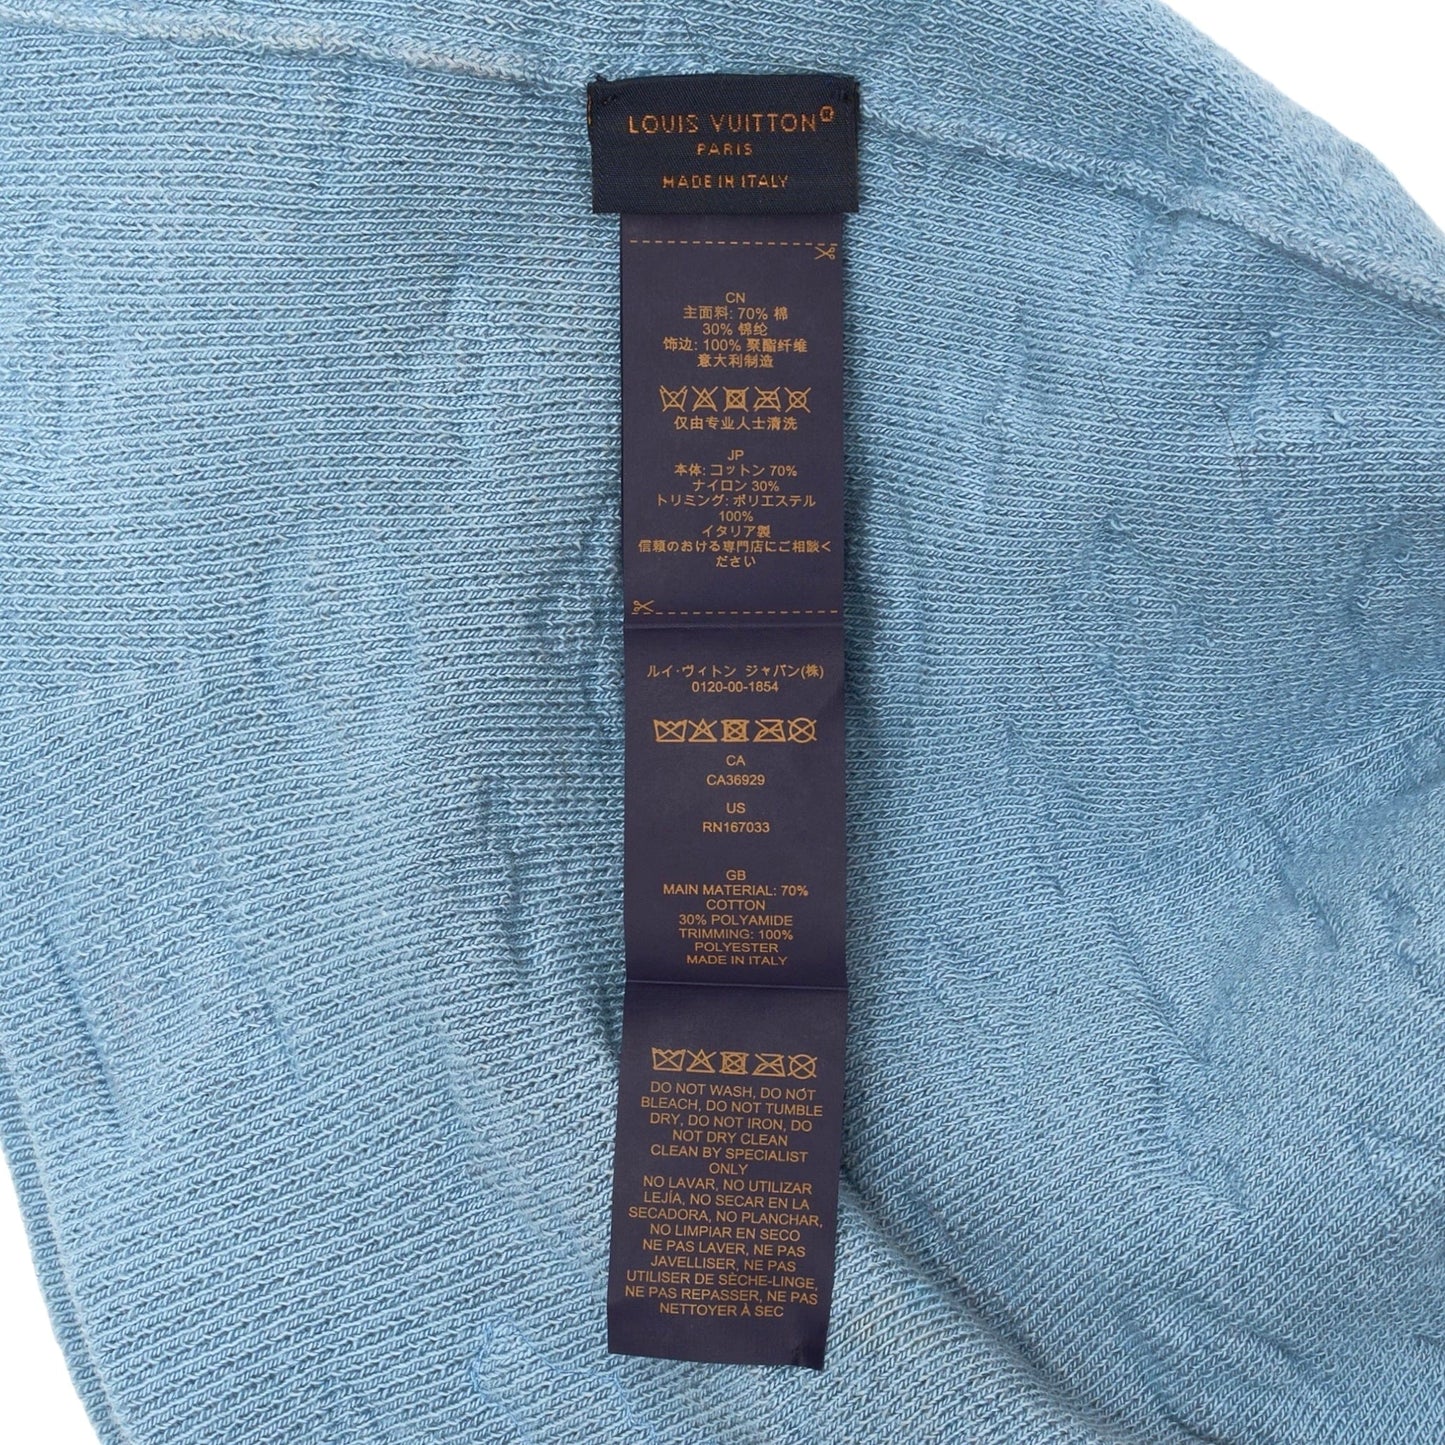 LOUIS VUITTON®
PARIS
MADE IN ITALY
CN
主面料: 70% 棉
30% 锦纶
饰边: 100% 聚酯纤维
意大利制造
仅由专业人士清洗
JP
本体: コットン 70%
ナイロン 30%
トリミング: ポリエステル
100%
イタリア製
信頼のおける専門店にご相談く
ださい
ルイ・ヴィトン ジャパン(株)
0120-00-1854
CA
CA36929
US
RN167033
GB
MAIN MATERIAL: 70%
COTTON
30% POLYAMIDE
TRIMMING: 100%
POLYESTER
MADE IN ITALY
DO NOT WASH, DO NOT
BLEACH, DO NOT TUMBLE
DRY, DO NOT IRON, DO
NOT DRY CLEAN
CLEAN BY SPECIALIST
ONLY
NO LAVAR, NO UTILIZAR
LEJÍA, NO SECAR EN LA
SECADORA, NO PLANCHAR,
NO LIMPIAR EN SECO
NE PAS LAVER, NE PAS
JAVELLISER, NE PAS
UTILISER DE SÈCHE-LINGE,
NE PAS REPASSER, NE PAS
NETTOYER À SEC